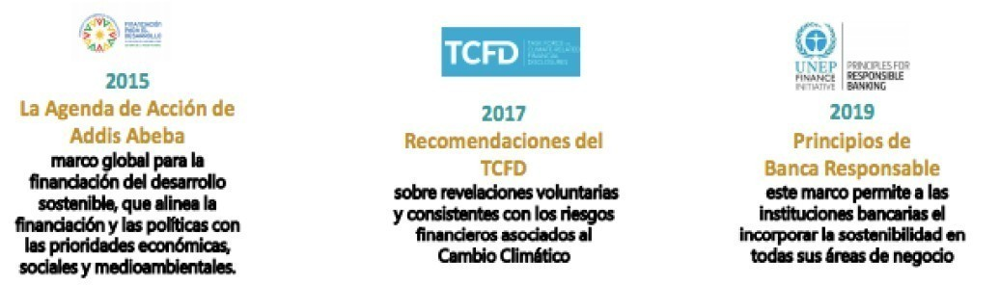 FINANCIACIÓN
PARA EL
DESARROLLO
2015
La Agenda de Acción de
Addis Abeba
marco global para la
financiación del desarrollo
sostenible, que alinea la
financiación y las políticas con
las prioridades económicas,
sociales y medioambientales.
TCFD
TASK FORCE ON
CLIMATE-RELATED
FINANCIAL
DISCLOSURES
2017
Recomendaciones del
TCFD
sobre revelaciones voluntarias
y consistentes con los riesgos
financieros asociados al
Cambio Climático
UNEP
FINANCE
INITIATIVE
PRINCIPLES FOR
RESPONSIBLE
BANKING
2019
Principios de
Banca Responsable
este marco permite a las
instituciones bancarias el
incorporar la sostenibilidad en
todas sus áreas de negocio